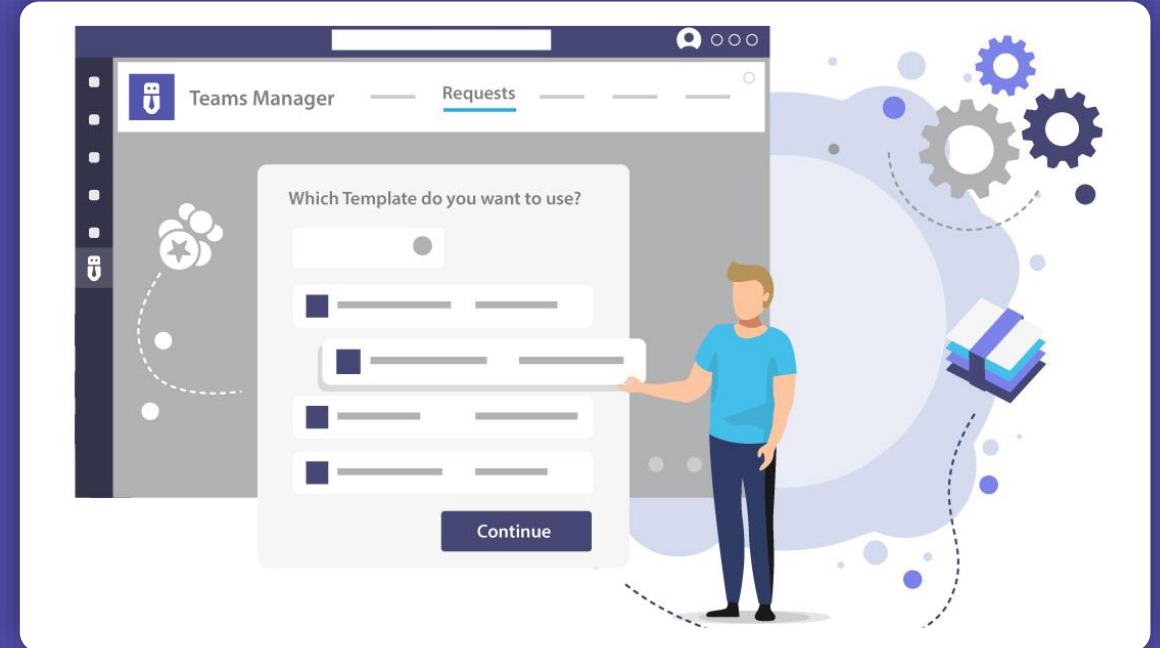 Teams Manager
Requests
Which Template do you want to use?
Continue